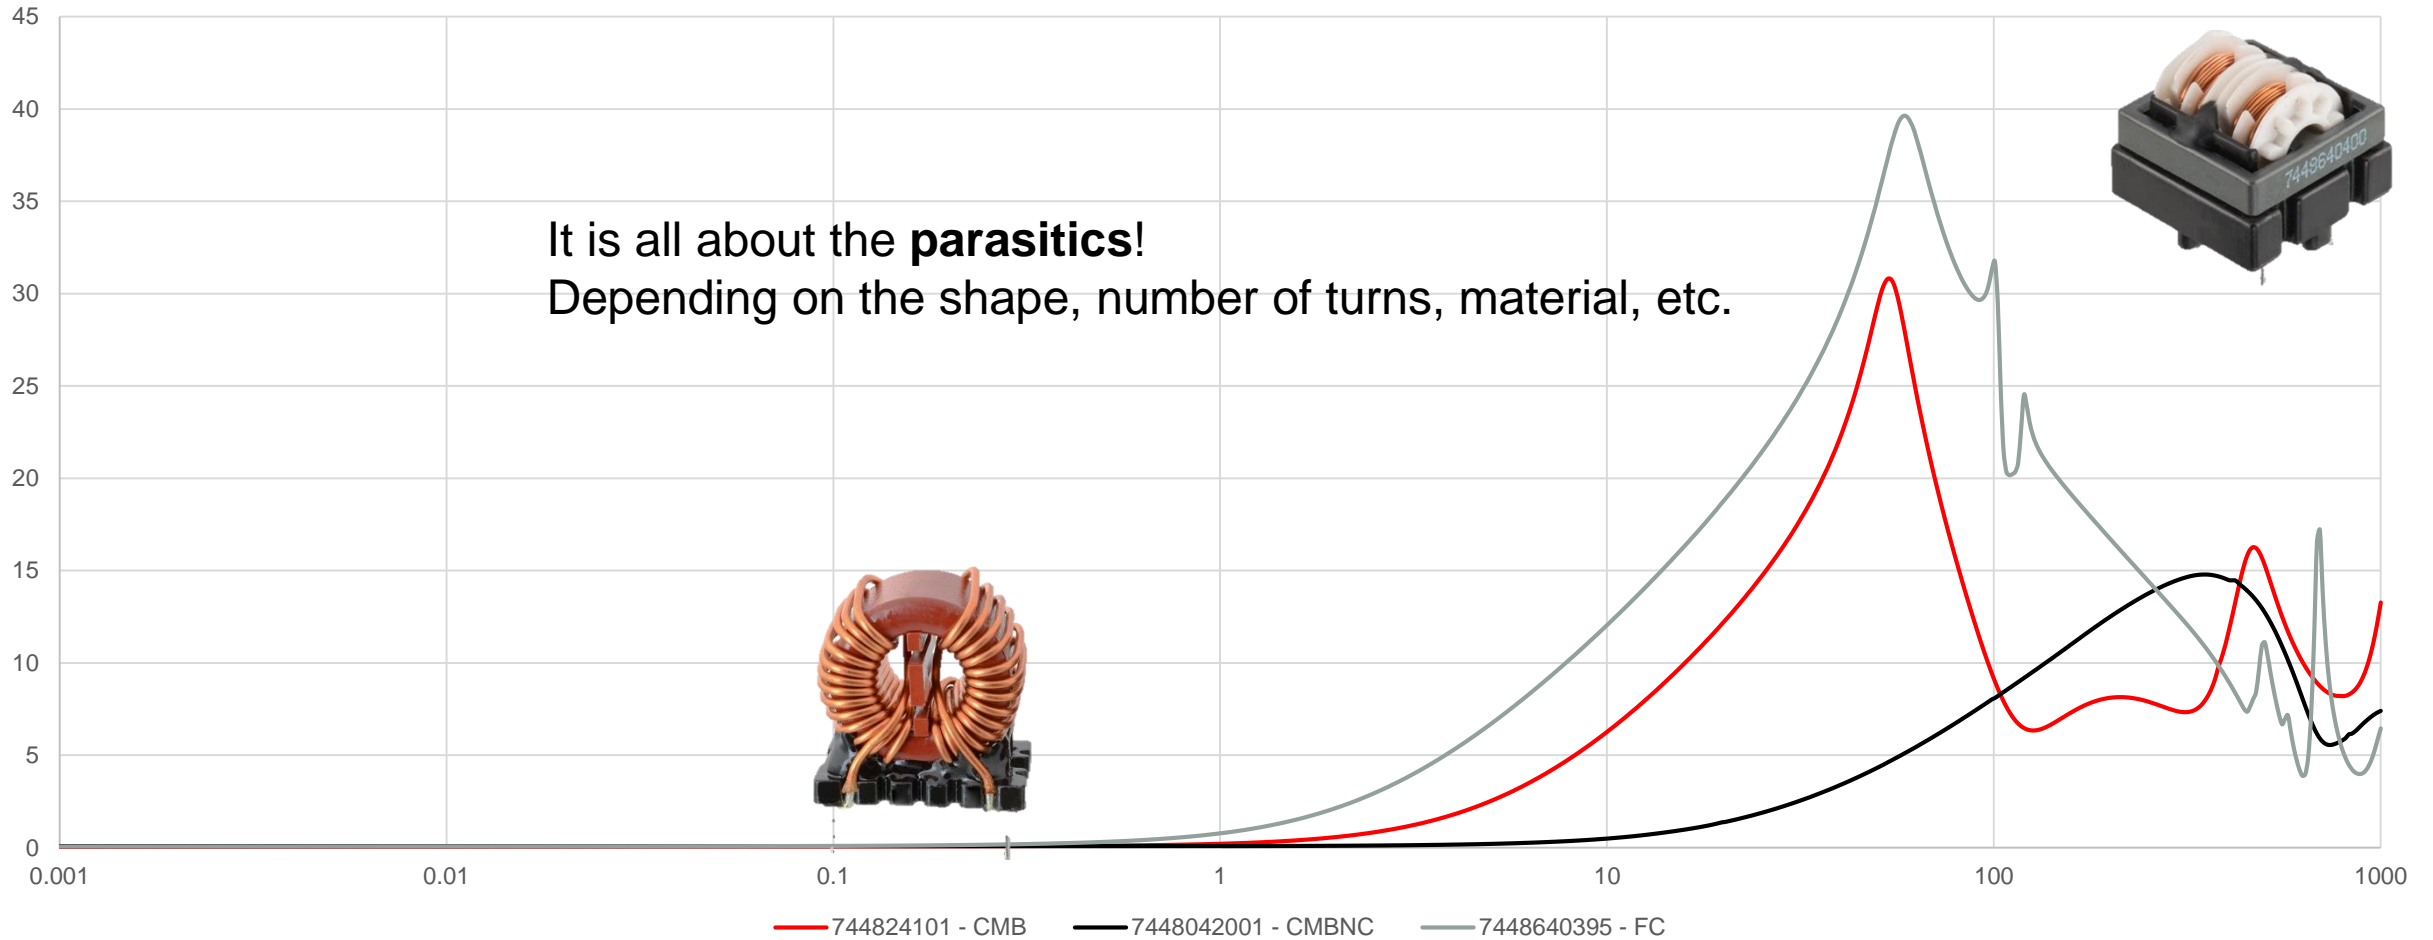 45
40
35
30
25
20
15
10
5
0
7448640400
It is all about the parasitics!
Depending on the shape, number of turns, material, etc.
0.001 0.01 0.1 1 10 100 1000
744824101 - CMB 7448042001 - CMBNC 7448640395 - FC